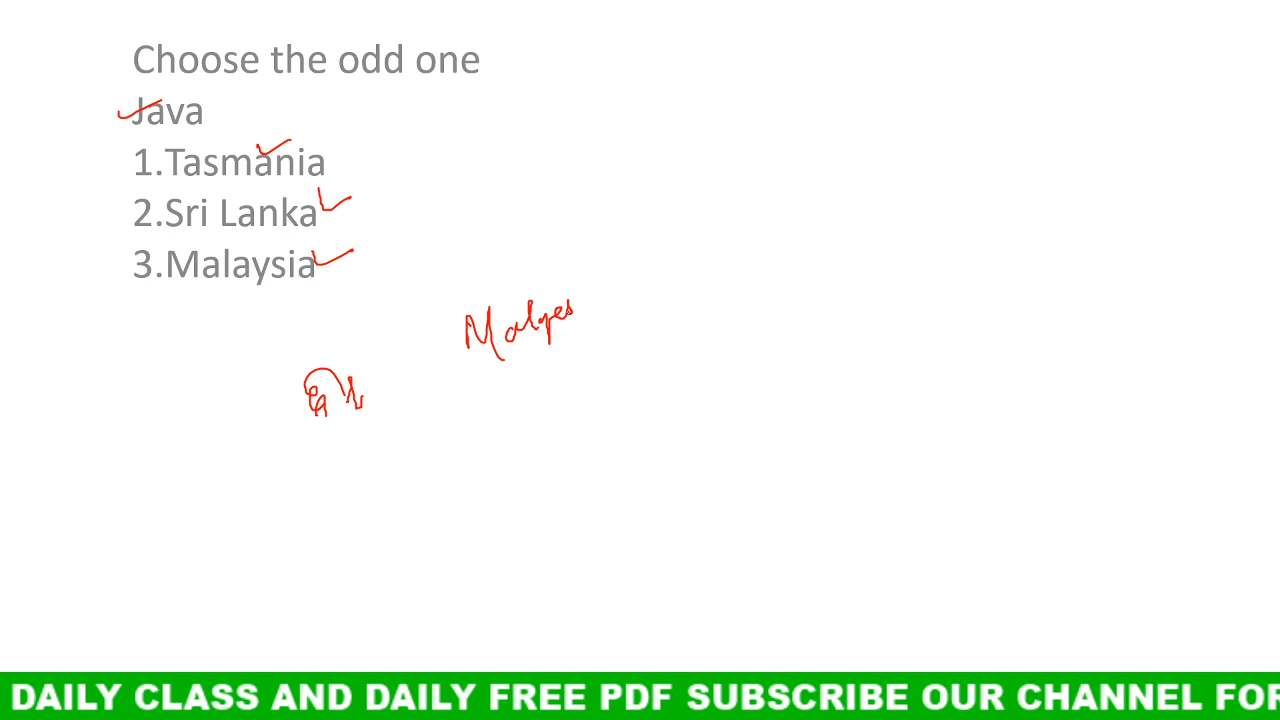 Choose the odd one
Java
1.Tasmania
2.Sri Lanka
3.Malaysia
DAILY CLASS AND DAILY FREE PDF SUBSCRIBE OUR CHANNEL FOR